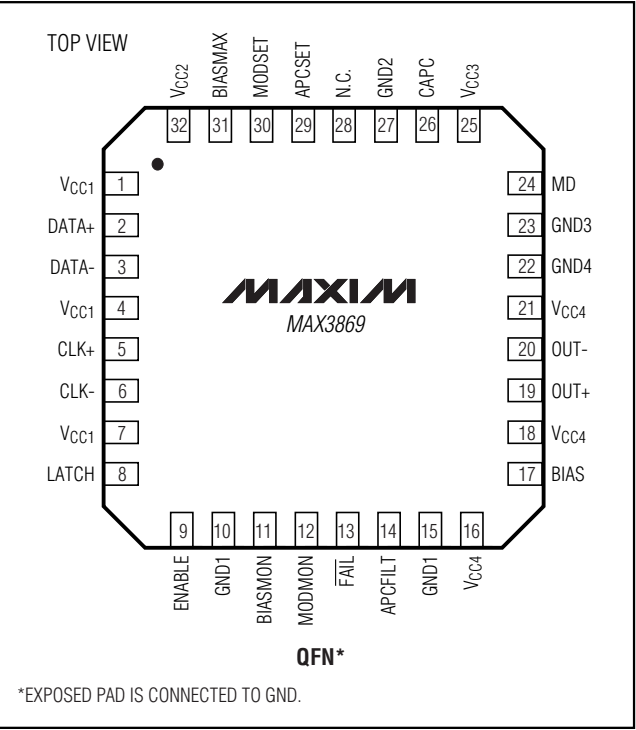 TOP VIEW
VCC2
BIASMAX
MODSET
APCSET
N.C.
GND2
CAPC
VCC3
32 31 30 29 28 27 26 25
VCC1 1
DATA+ 2
DATA- 3
VCC1 4
CLK+ 5
CLK- 6
VCC1 7
LATCH 8
MAXIM
MAX3869
24 MD
23 GND3
22 GND4
21 VCC4
20 OUT-
19 OUT+
18 VCC4
17 BIAS
9 10 11 12 13 14 15 16
ENABLE
GND1
BIASMON
MODMON
FAIL
APCFILT
GND1
VCC4
QFN*
*EXPOSED PAD IS CONNECTED TO GND.